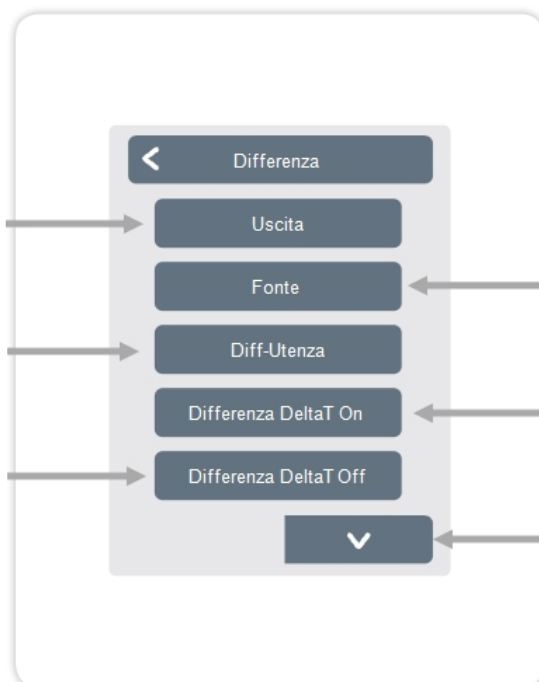 Differenza
Uscita
Fonte
Diff-Utenza
Differenza DeltaT On
Differenza DeltaT Off